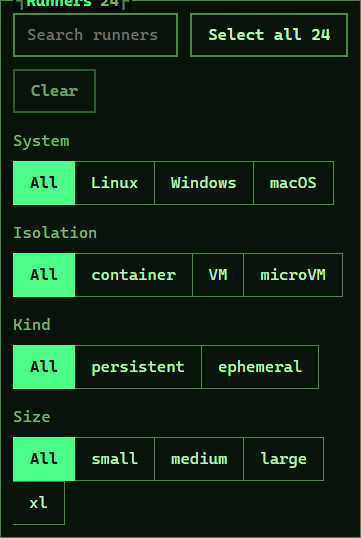 Runners 24
Search runners Select all 24
Clear
System
All Linux Windows macOS
Isolation
All container VM microVM
Kind
All persistent ephemeral
Size
All small medium large
xl